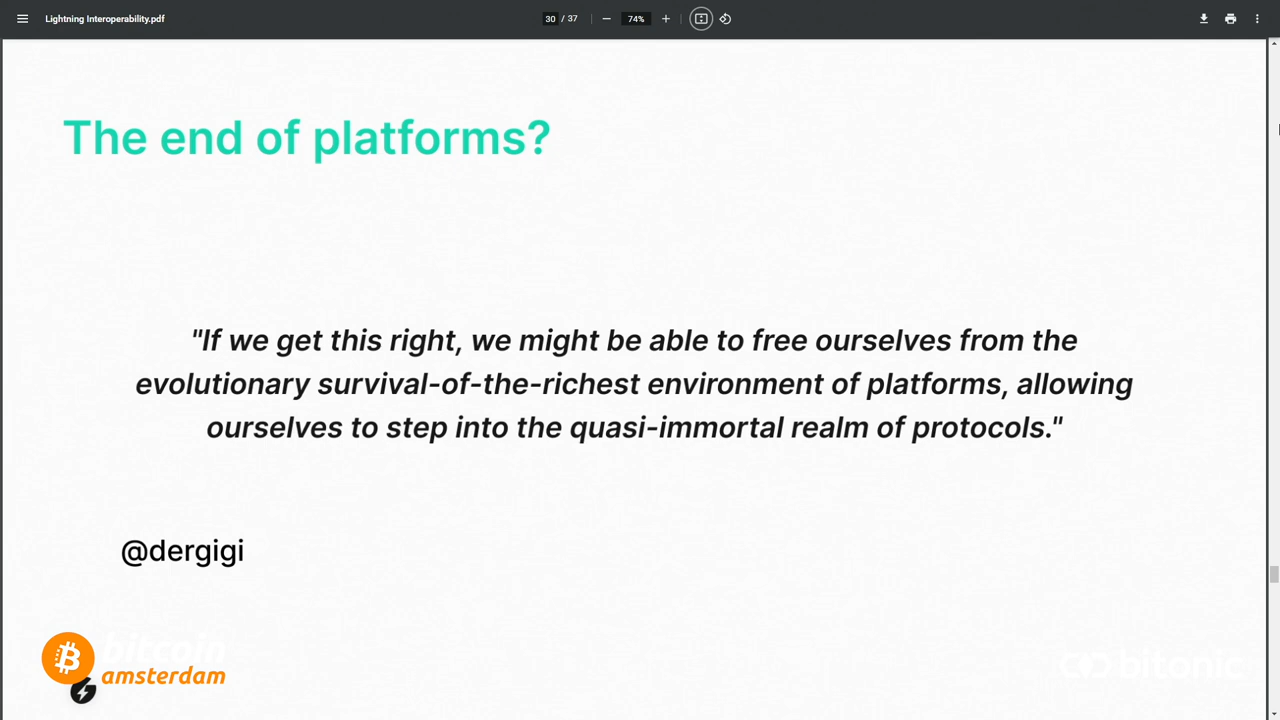 Lightning Interoperability.pdf
30 / 37
74%
The end of platforms?
"If we get this right, we might be able to free ourselves from the
evolutionary survival-of-the-richest environment of platforms, allowing
ourselves to step into the quasi-immortal realm of protocols."
@dergigi
bitcoin
amsterdam
bitonic